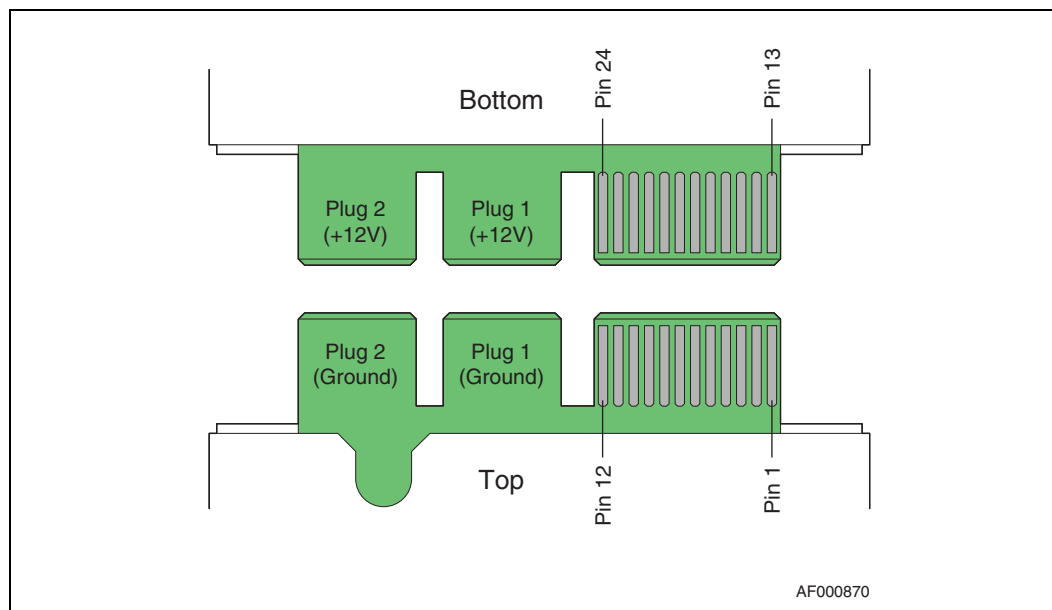 Bottom
Pin 24
Pin 13
Plug 2
(+12V)
Plug 1
(+12V)
Plug 2
(Ground)
Plug 1
(Ground)
Top
Pin 12
Pin 1
AF000870